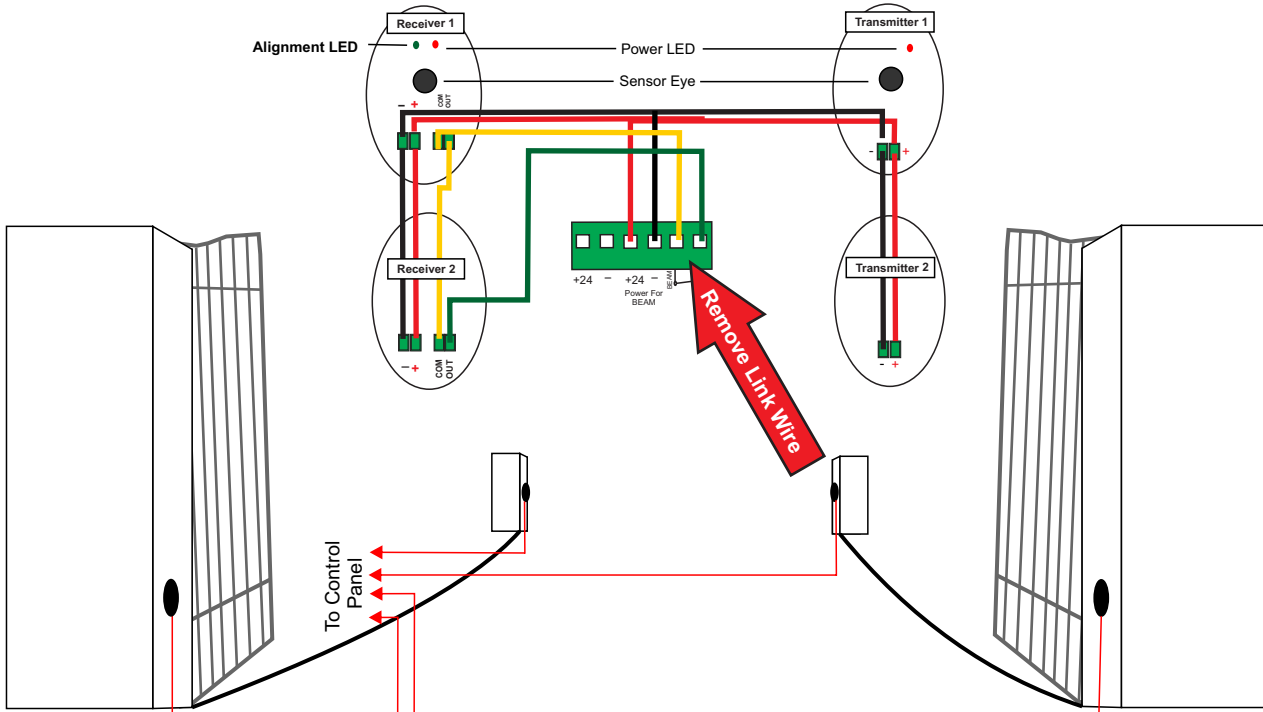 Receiver 1
Transmitter 1
Alignment LED
Power LED
Sensor Eye
– +
COM
OUT
- +
Receiver 2
Transmitter 2
+24 – +24 –
BEAM
Power For
BEAM
Remove Link Wire
– +
COM
OUT
- +
To Control
Panel